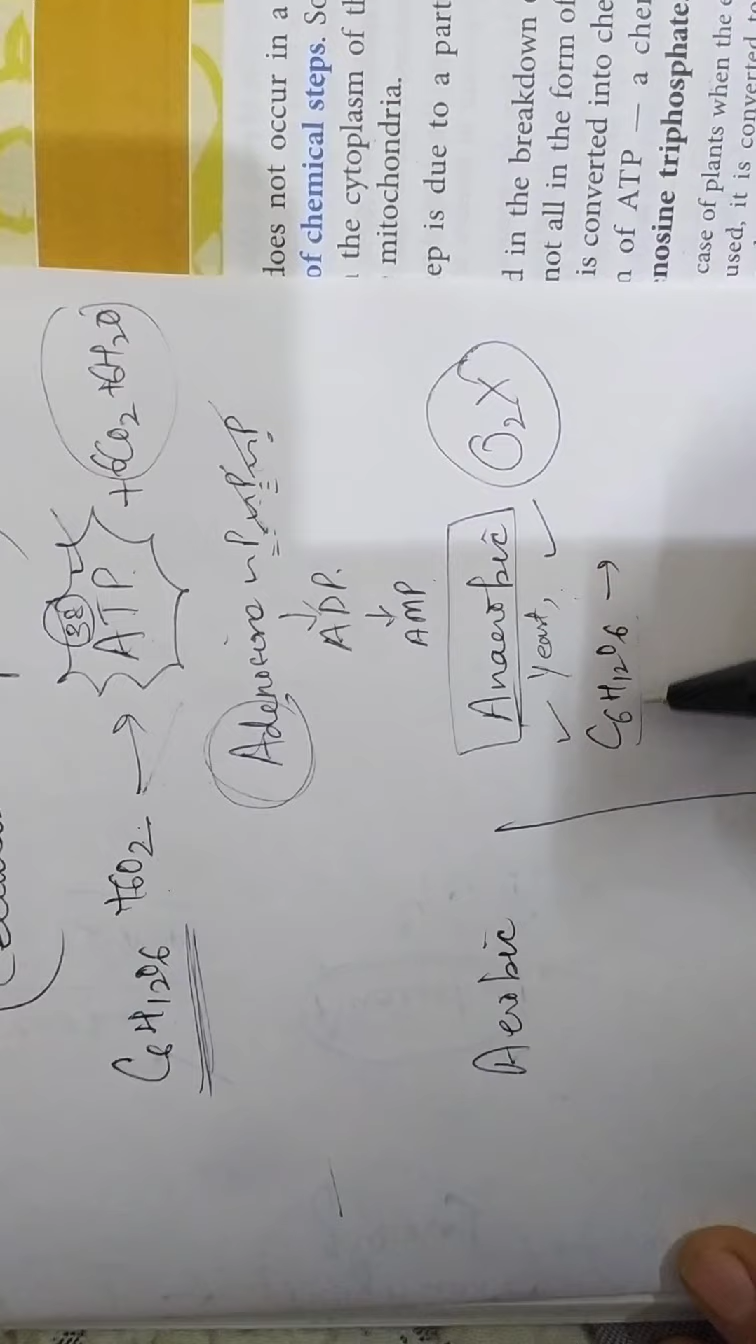 does not occur in a
of chemical steps. So
the cytoplasm of th
mitochondria.
ep is due to a part
d in the breakdown
not all in the form of
is converted into che
n of ATP — a cher
nosine triphosphate
case of plants when the e
used, it is converted to
C6H12O6 +6O2 → 38 ATP +6CO2 +6H2O
Adenosine ~P~P~P
↓
ADP.
↓
AMP
Aerobic Anaerobic O2X
✓ Yeast, ✓
C6H12O6 →